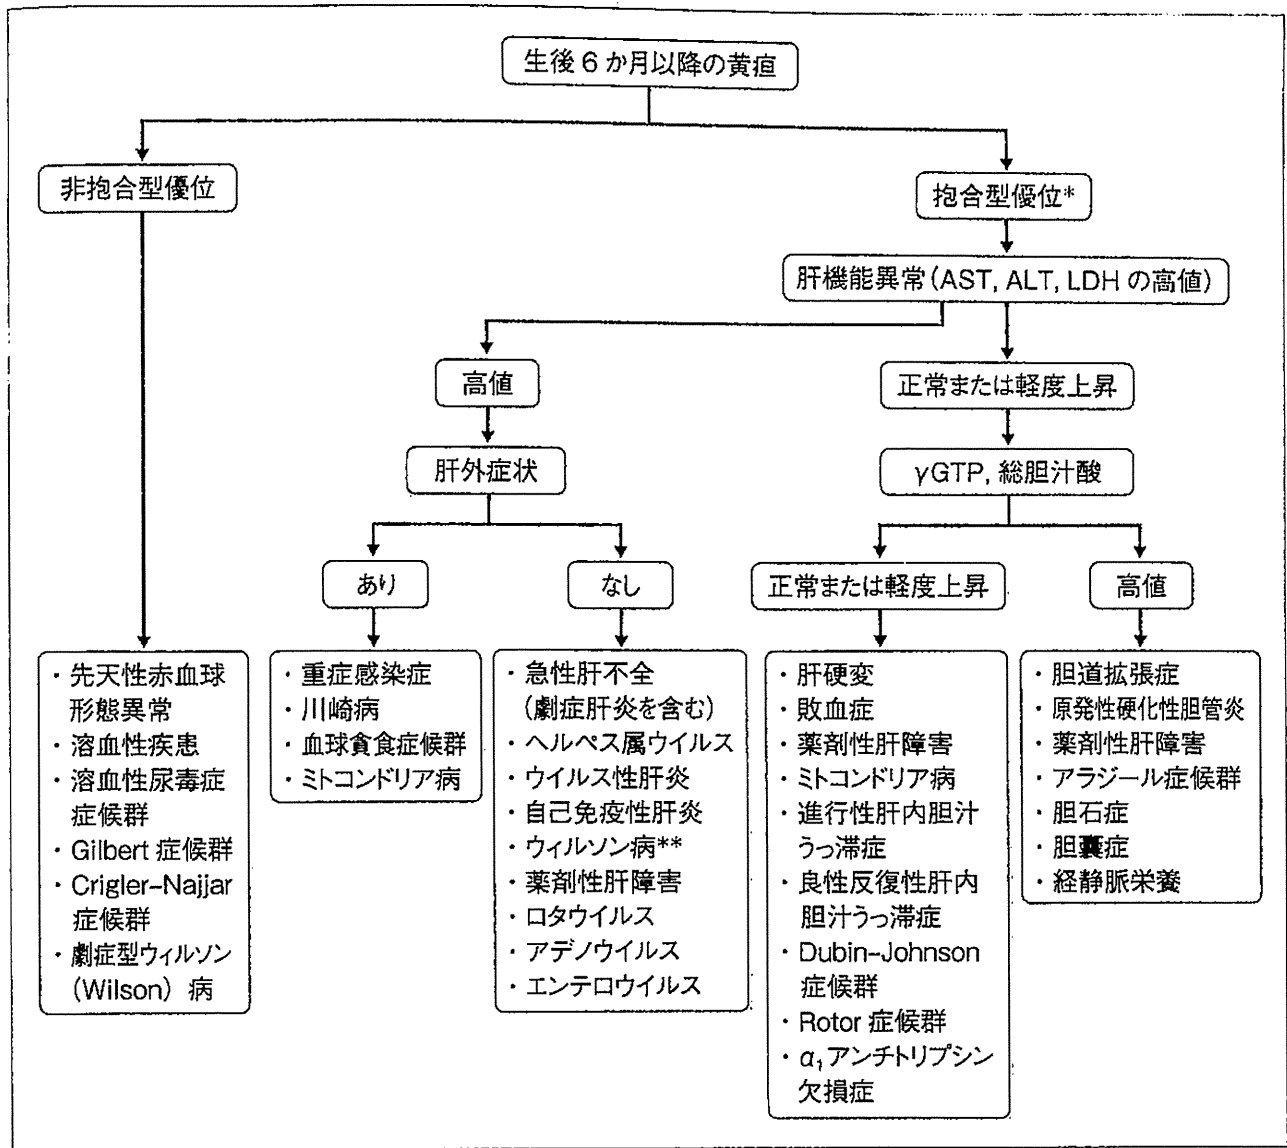 生後6か月以降の黄疸
非抱合型優位
抱合型優位*
肝機能異常(AST, ALT, LDH の高値)
高値
正常または軽度上昇
肝外症状
γGTP, 総胆汁酸
あり
なし
正常または軽度上昇
高値
・先天性赤血球
形態異常
・溶血性疾患
・溶血性尿毒症
症候群
・Gilbert 症候群
・Crigler-Najjar
症候群
・劇症型ウィルソン
(Wilson) 病
・重症感染症
・川崎病
・血球貪食症候群
・ミトコンドリア病
・急性肝不全
(劇症肝炎を含む)
・ヘルペス属ウイルス
・ウイルス性肝炎
・自己免疫性肝炎
・ウィルソン病**
・薬剤性肝障害
・ロタウイルス
・アデノウイルス
・エンテロウイルス
・肝硬変
・敗血症
・薬剤性肝障害
・ミトコンドリア病
・進行性肝内胆汁
うっ滞症
・良性反復性肝内
胆汁うっ滞症
・Dubin-Johnson
症候群
・Rotor 症候群
・α₁アンチトリプシン
欠損症
・胆道拡張症
・原発性硬化性胆管炎
・薬剤性肝障害
・アラジール症候群
・胆石症
・胆嚢症
・経静脈栄養